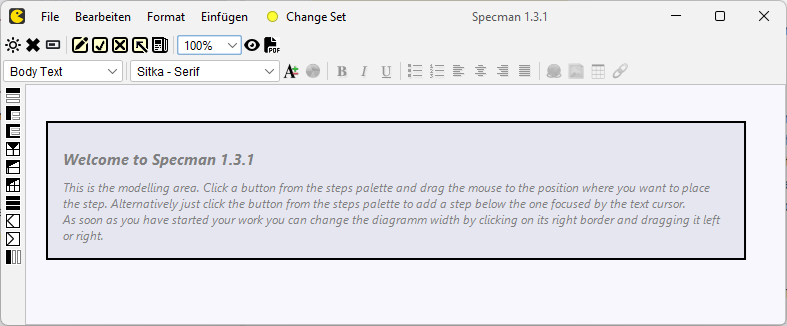 File Bearbeiten Format Einfügen Change Set Specman 1.3.1
100% PDF
Body Text Sitka - Serif A B I U
Welcome to Specman 1.3.1
This is the modelling area. Click a button from the steps palette and drag the mouse to the position where you want to place
the step. Alternatively just click the button from the steps palette to add a step below the one focused by the text cursor.
As soon as you have started your work you can change the diagramm width by clicking on its right border and dragging it left
or right.